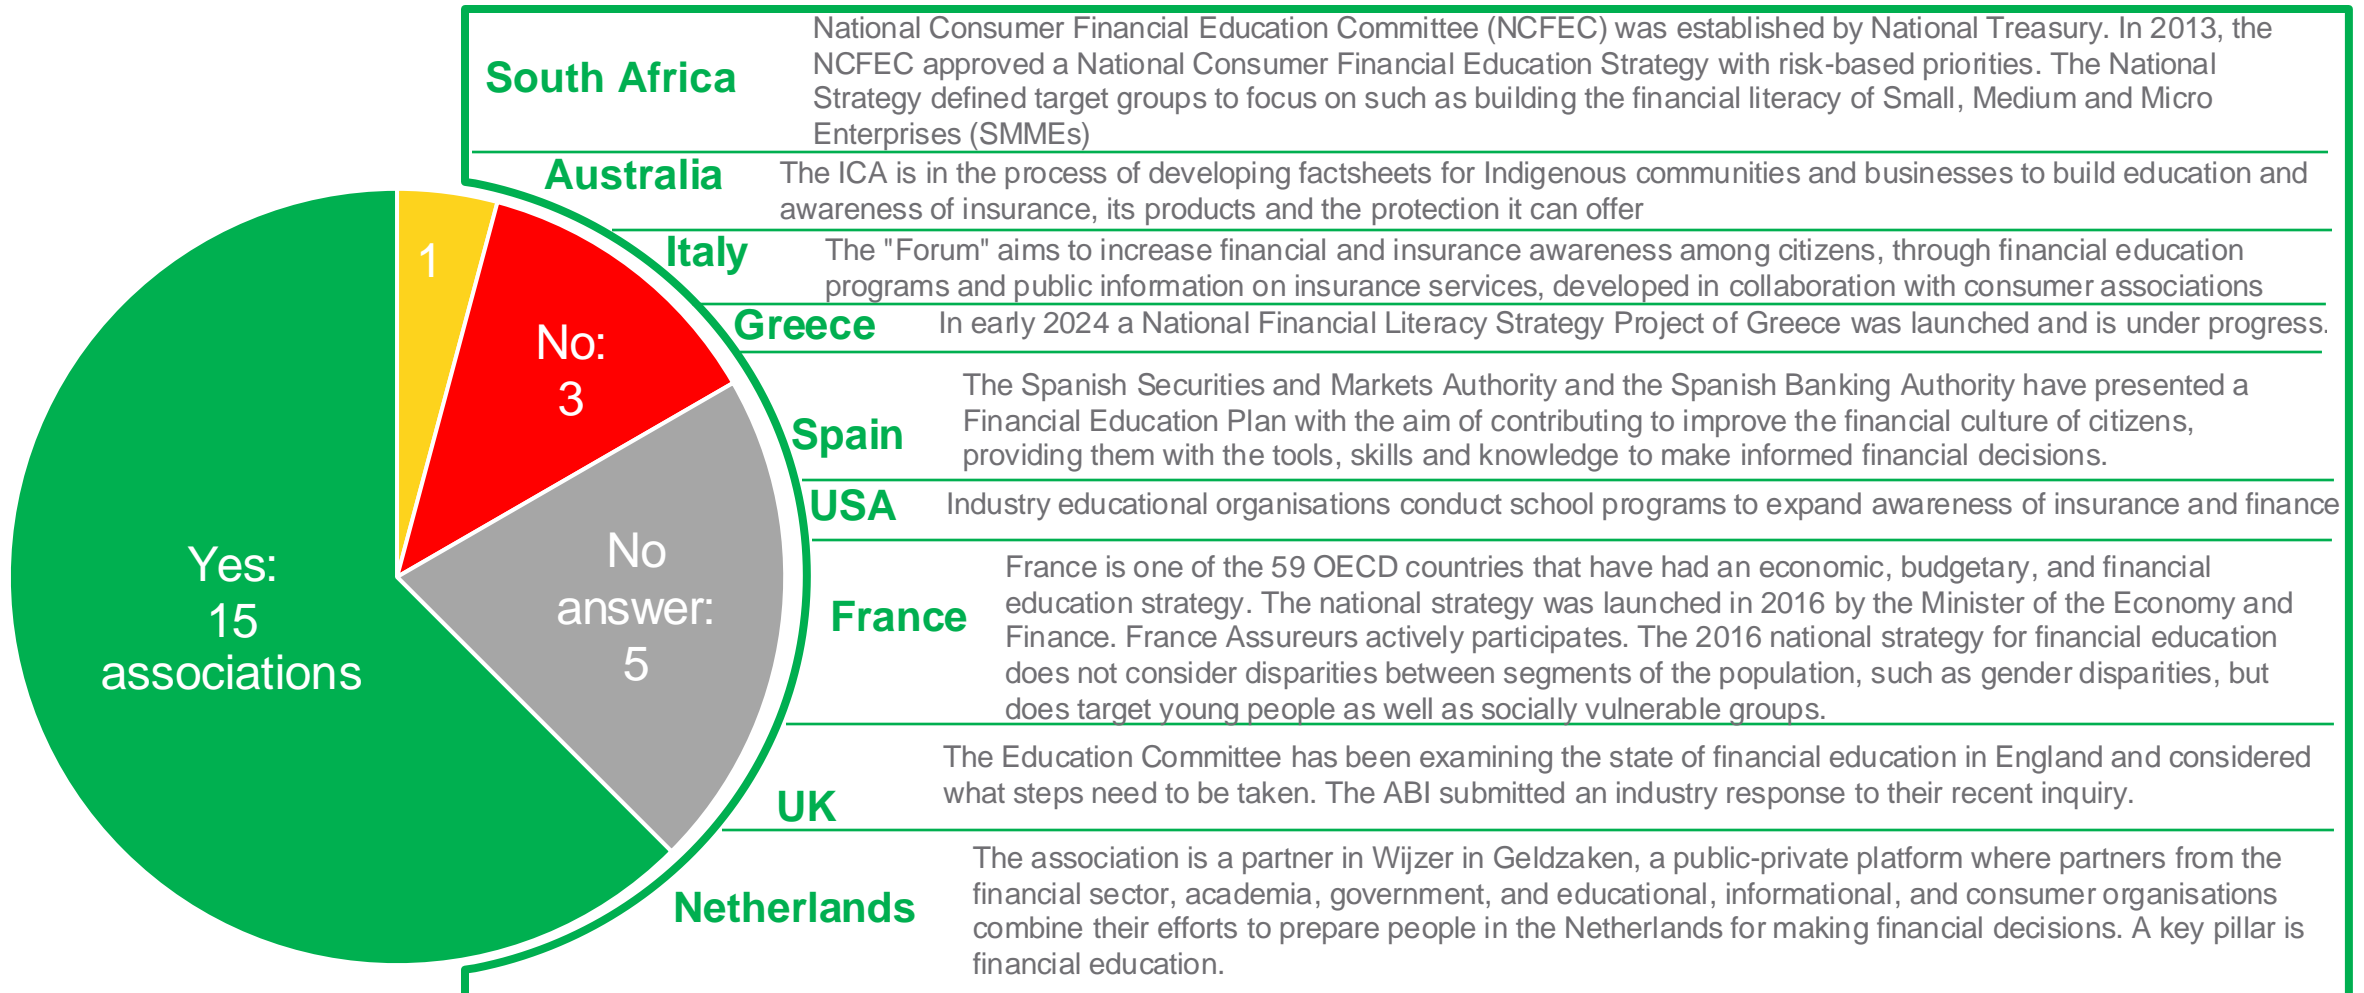 National Consumer Financial Education Committee (NCFEC) was established by National Treasury. In 2013, the
NCFEC approved a National Consumer Financial Education Strategy with risk-based priorities. The National
South Africa
Strategy defined target groups to focus on such as building the financial literacy of Small, Medium and Micro
Enterprises (SMMEs)
Australia
The ICA is in the process of developing factsheets for Indigenous communities and businesses to build education and
awareness of insurance, its products and the protection it can offer
Italy
The "Forum" aims to increase financial and insurance awareness among citizens, through financial education
programs and public information on insurance services, developed in collaboration with consumer associations
Greece
In early 2024 a National Financial Literacy Strategy Project of Greece was launched and is under progress.
Spain
The Spanish Securities and Markets Authority and the Spanish Banking Authority have presented a
Financial Education Plan with the aim of contributing to improve the financial culture of citizens,
providing them with the tools, skills and knowledge to make informed financial decisions.
USA
Industry educational organisations conduct school programs to expand awareness of insurance and finance
France
France is one of the 59 OECD countries that have had an economic, budgetary, and financial
education strategy. The national strategy was launched in 2016 by the Minister of the Economy and
Finance. France Assureurs actively participates. The 2016 national strategy for financial education
does not consider disparities between segments of the population, such as gender disparities, but
does target young people as well as socially vulnerable groups.
UK
The Education Committee has been examining the state of financial education in England and considered
what steps need to be taken. The ABI submitted an industry response to their recent inquiry.
Netherlands
The association is a partner in Wijzer in Geldzaken, a public-private platform where partners from the
financial sector, academia, government, and educational, informational, and consumer organisations
combine their efforts to prepare people in the Netherlands for making financial decisions. A key pillar is
financial education.
1
No:
3
No
answer:
5
Yes:
15
associations